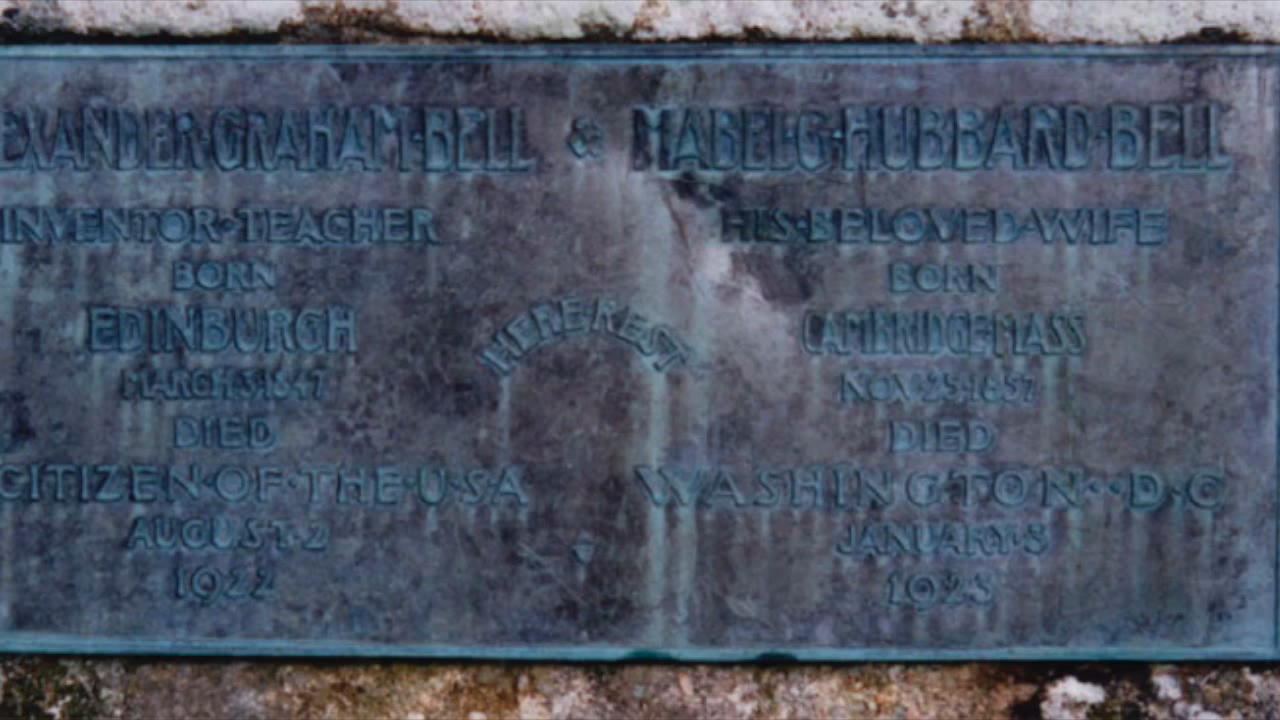 EXANDER·GRAHAM·BELL & MABEL·G·HUBBARD·BELL
INVENTOR·TEACHER
BORN
EDINBURGH
MARCH·3·1847
DIED
CITIZEN·OF·THE·U·S·A
AUGUST·2
1922
HERE·REST
HIS·BELOVED·WIFE
BORN
CAMBRIDGE·MASS
NOV·25·1857
DIED
WASHINGTON··D·C
JANUARY·3
1923